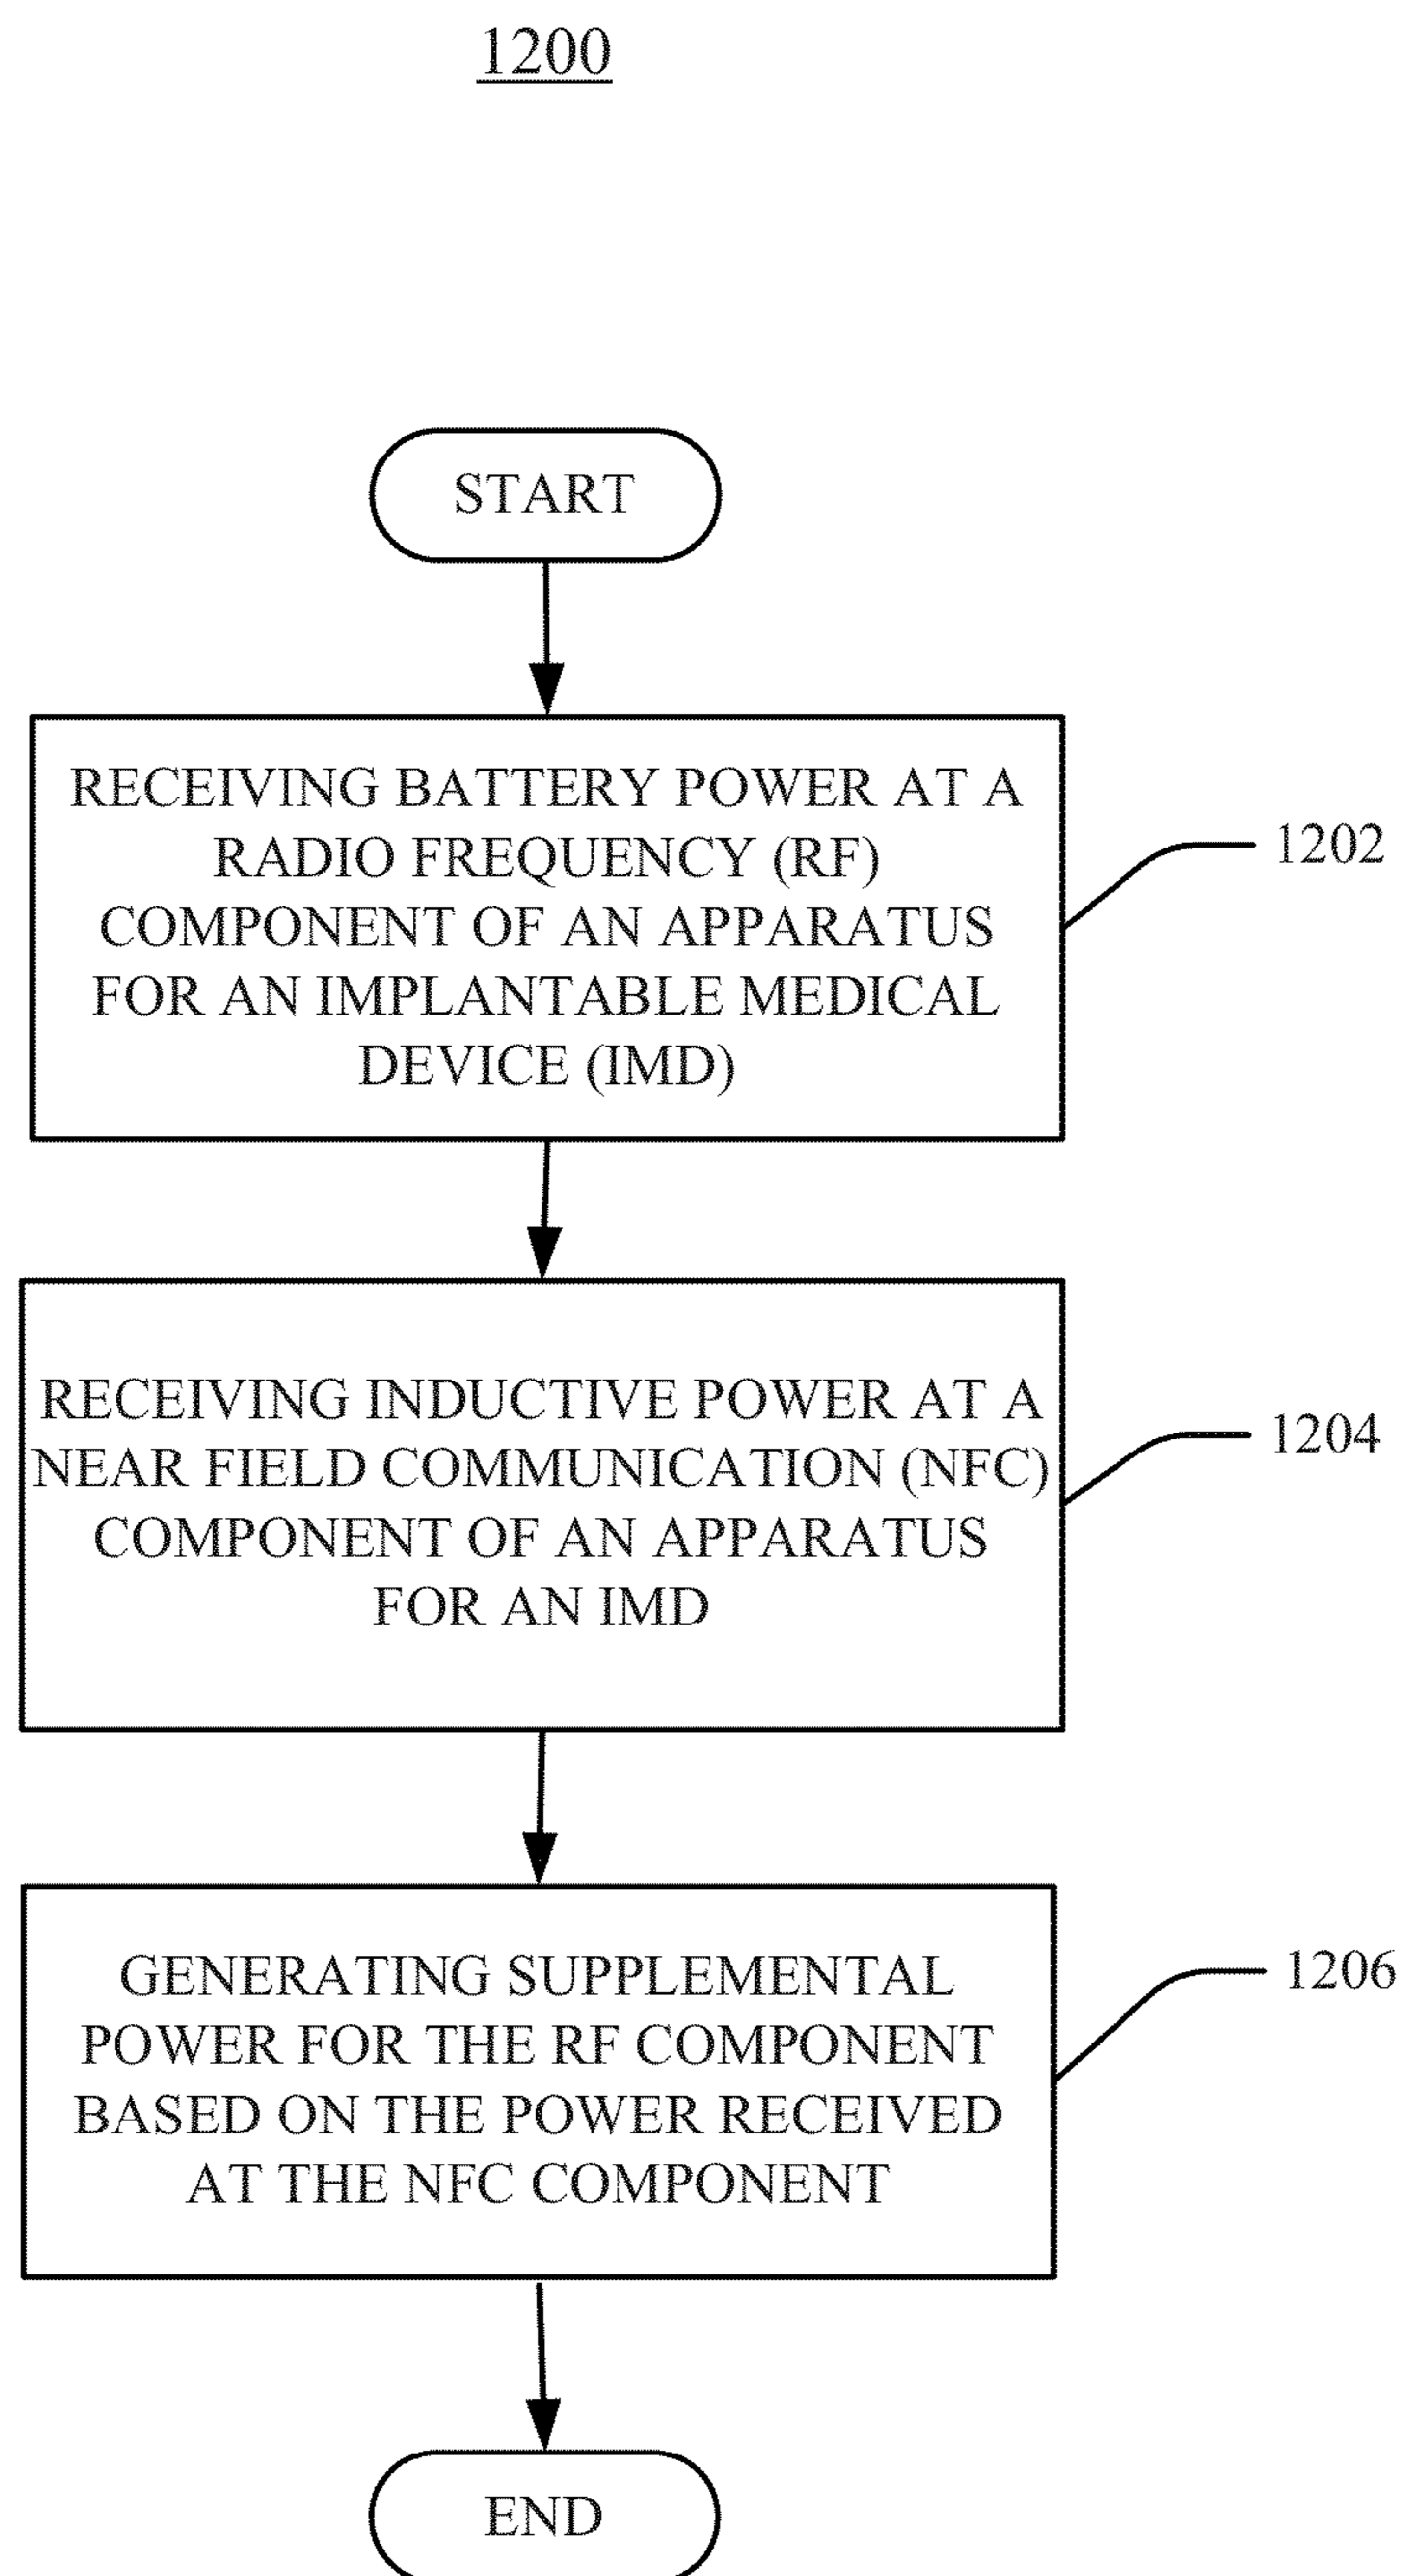 1200
START
RECEIVING BATTERY POWER AT A
RADIO FREQUENCY (RF)
COMPONENT OF AN APPARATUS
FOR AN IMPLANTABLE MEDICAL
DEVICE (IMD)
1202
RECEIVING INDUCTIVE POWER AT A
NEAR FIELD COMMUNICATION (NFC)
COMPONENT OF AN APPARATUS
FOR AN IMD
1204
GENERATING SUPPLEMENTAL
POWER FOR THE RF COMPONENT
BASED ON THE POWER RECEIVED
AT THE NFC COMPONENT
1206
END